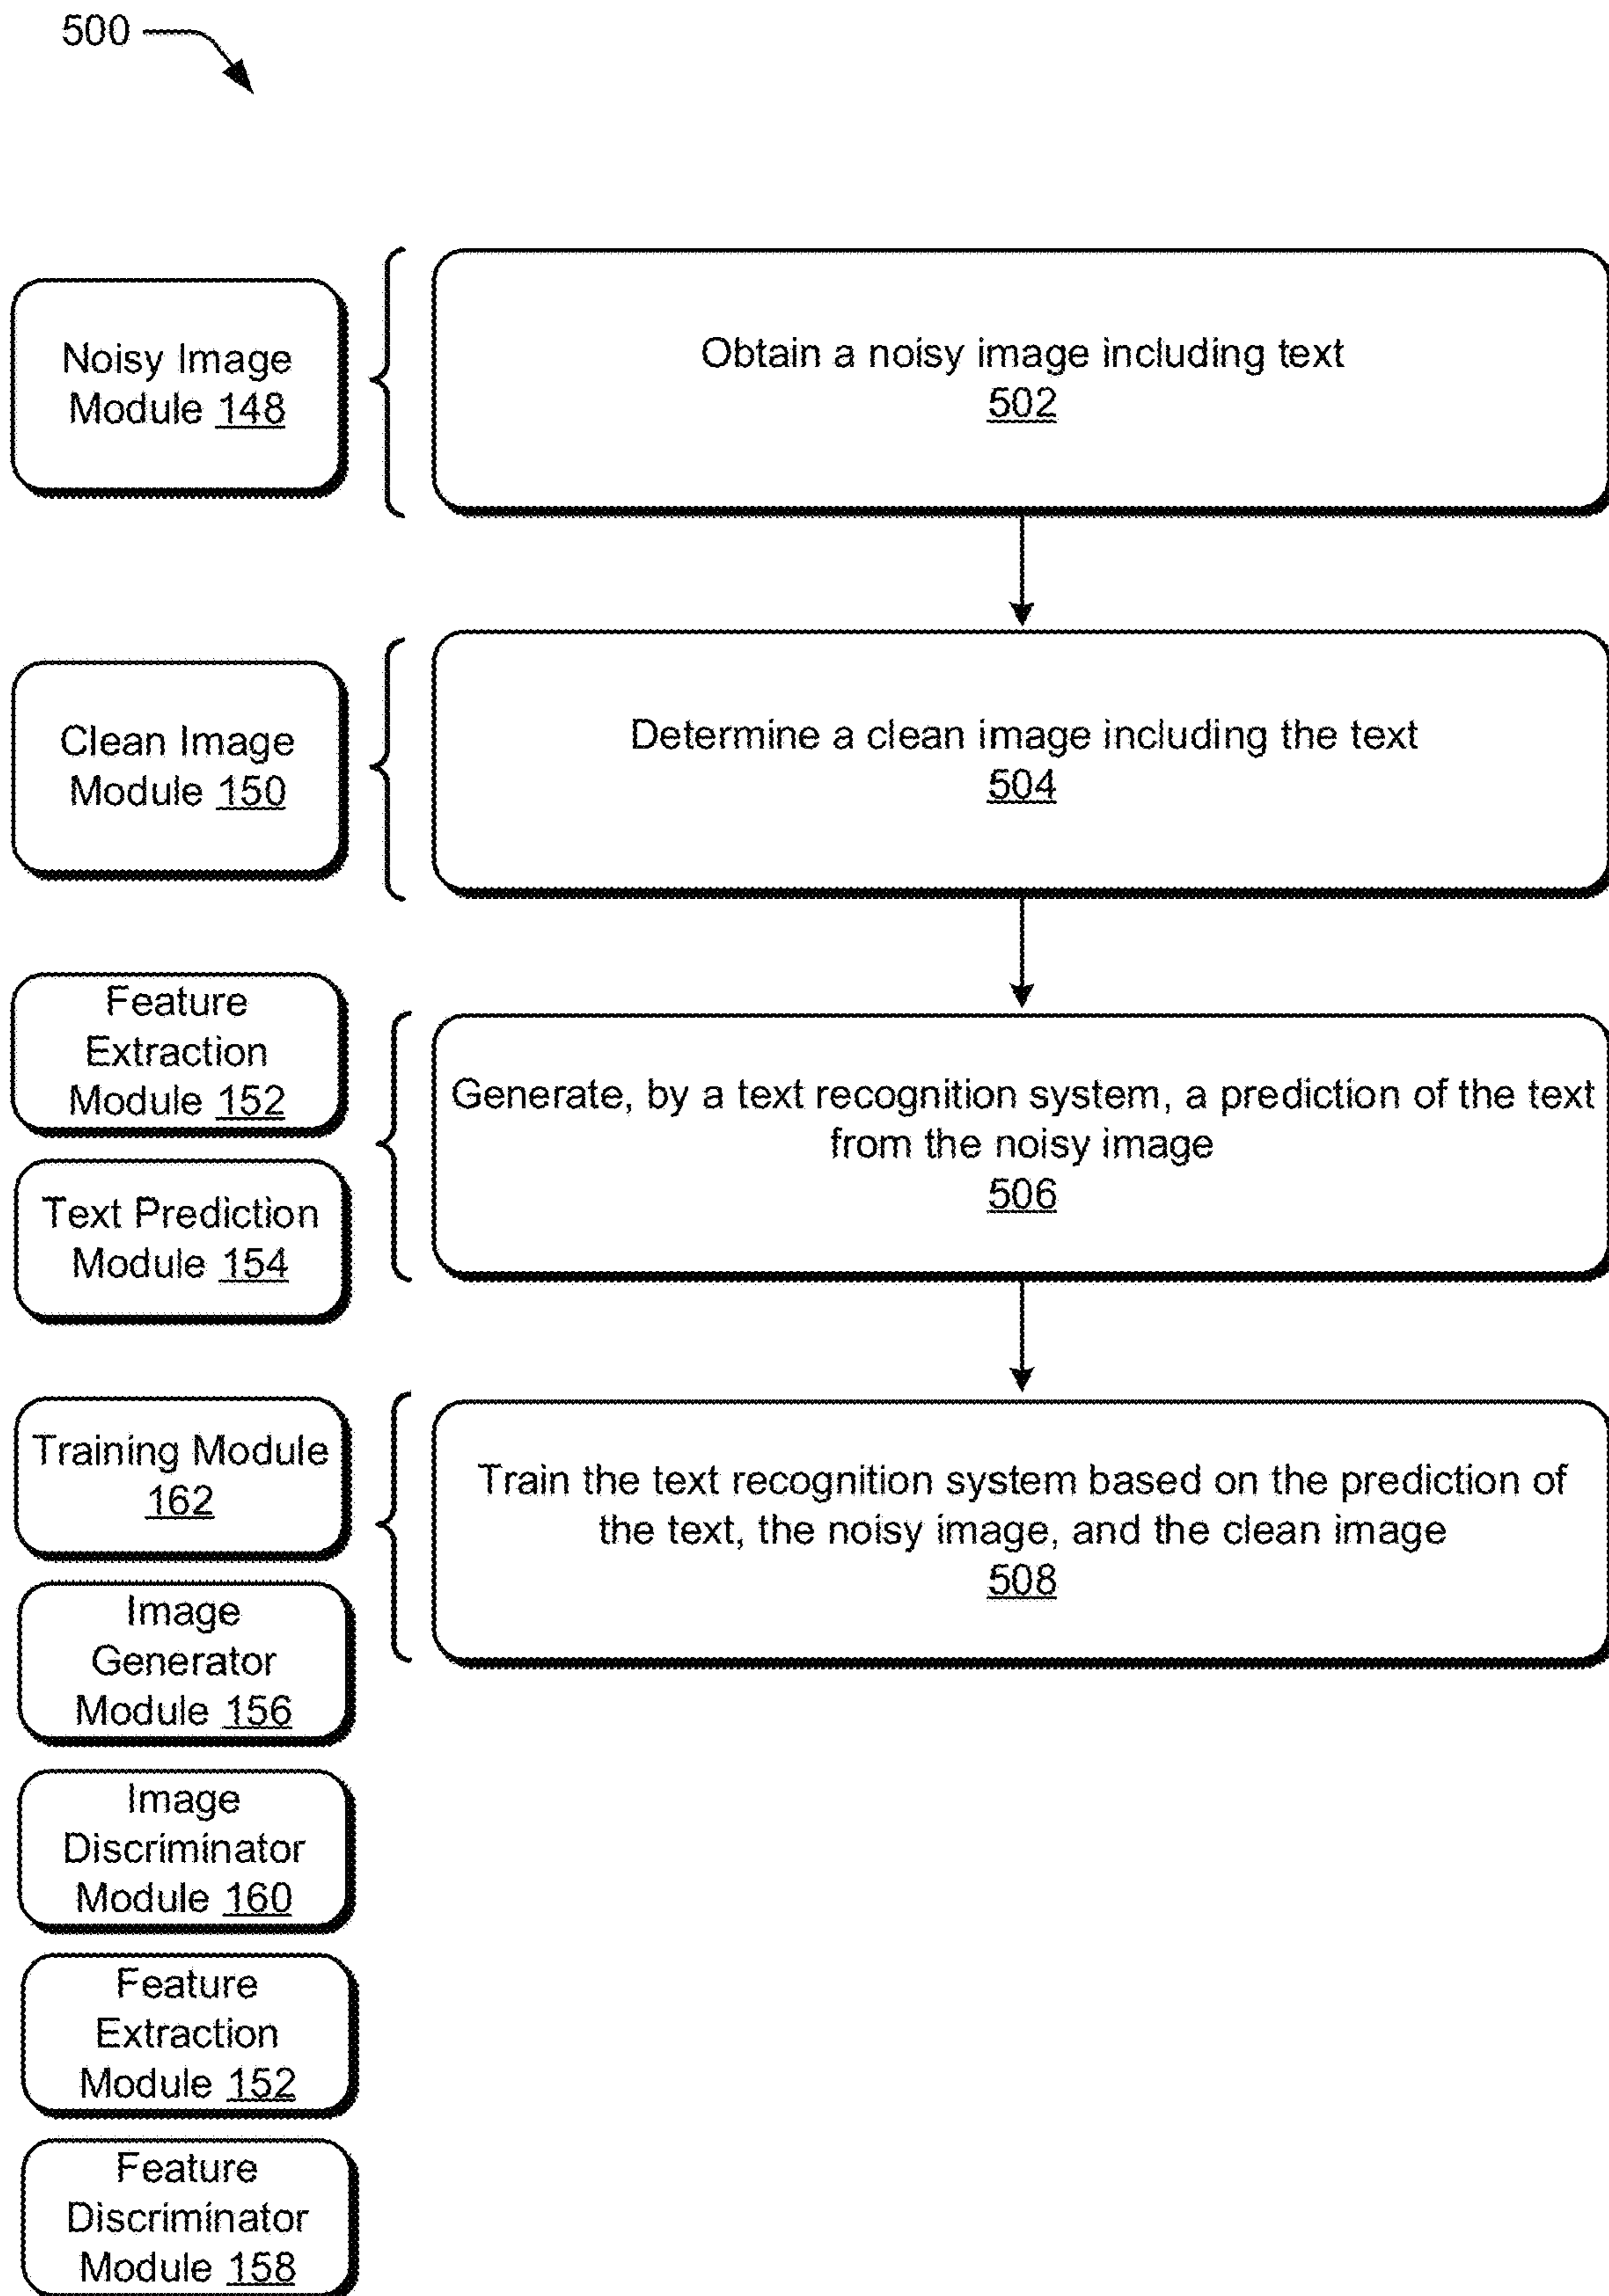 500
Noisy Image
Module 148
Obtain a noisy image including text
502
Clean Image
Module 150
Determine a clean image including the text
504
Feature
Extraction
Module 152
Text Prediction
Module 154
Generate, by a text recognition system, a prediction of the text
from the noisy image
506
Training Module
162
Train the text recognition system based on the prediction of
the text, the noisy image, and the clean image
508
Image
Generator
Module 156
Image
Discriminator
Module 160
Feature
Extraction
Module 152
Feature
Discriminator
Module 158